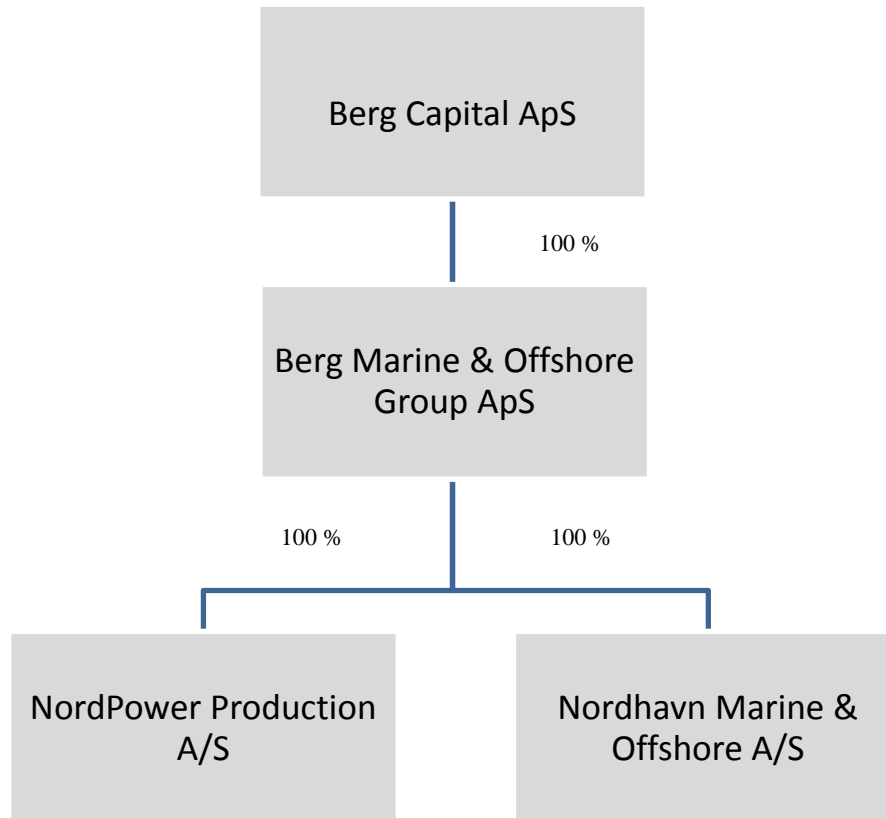 Berg Capital ApS
100 %
Berg Marine & Offshore
Group ApS
100 %
100 %
NordPower Production
A/S
Nordhavn Marine &
Offshore A/S